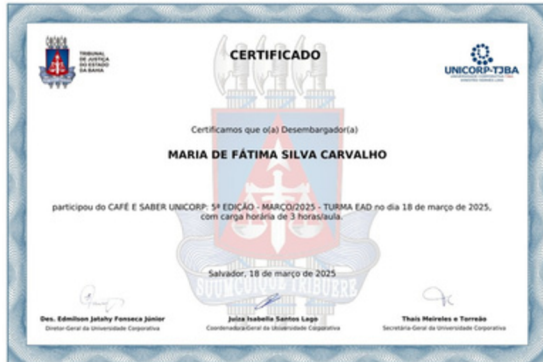 TRIBUNAL
DE JUSTIÇA
DO ESTADO
DA BAHIA
CERTIFICADO
UNICORP-TJBA
Certificamos que o(a) Desembargador(a)
MARIA DE FÁTIMA SILVA CARVALHO
participou do CAFÉ E SABER UNICORP: 5ª EDIÇÃO - MARÇO/2025 - TURMA EAD no dia 18 de março de 2025,
com carga horária de 3 horas/aula.
Salvador, 18 de março de 2025
SUUMCUIQUE TRIBUERE
Des. Edmilson Jatahy Fonseca Júnior
Diretor-Geral da Universidade Corporativa
Juíza Isabella Santos Lago
Coordenadora-Geral da Universidade Corporativa
Thais Meireles e Torreão
Secretária-Geral da Universidade Corporativa